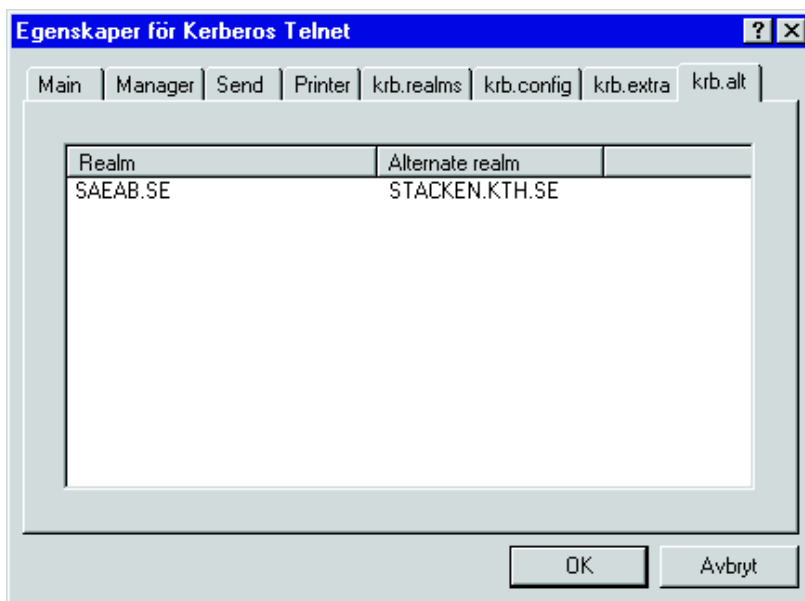 Egenskaper för Kerberos Telnet
Main Manager Send Printer krb.realms krb.config krb.extra krb.alt
Realm Alternate realm
SAEAB.SE STACKEN.KTH.SE
OK Avbryt